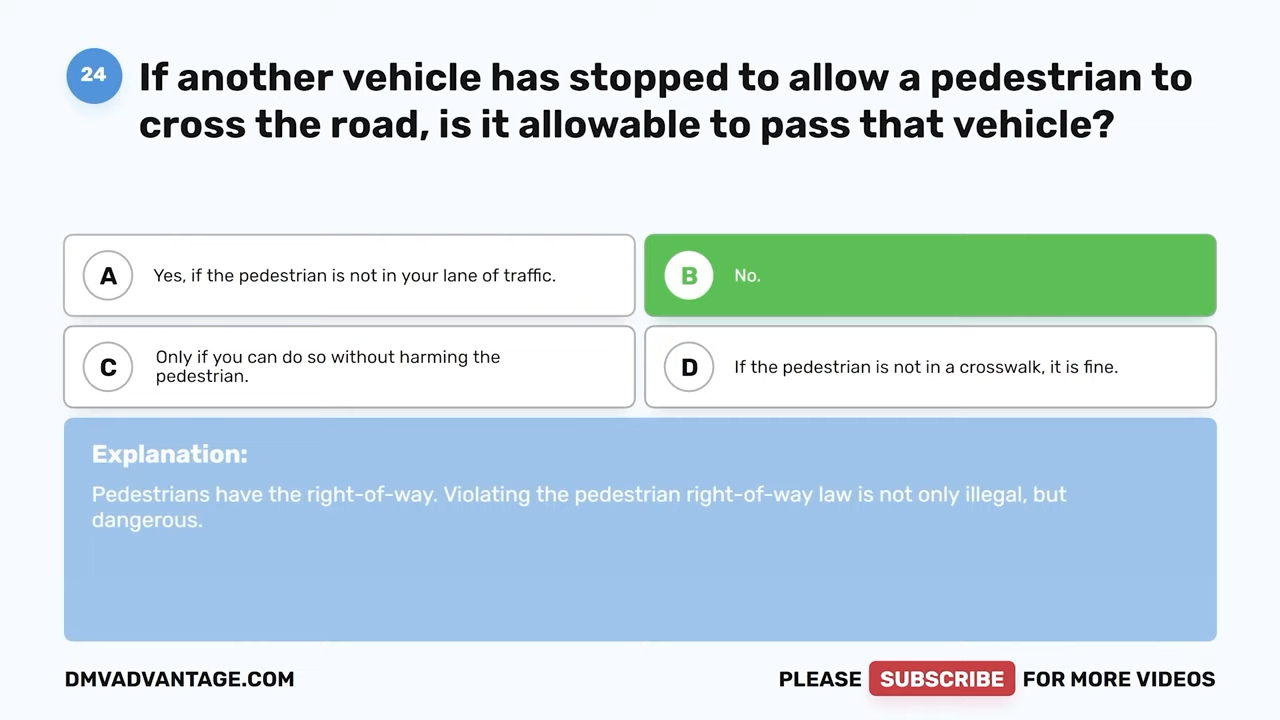 24
If another vehicle has stopped to allow a pedestrian to
cross the road, is it allowable to pass that vehicle?
A
Yes, if the pedestrian is not in your lane of traffic.
B
No.
C
Only if you can do so without harming the
pedestrian.
D
If the pedestrian is not in a crosswalk, it is fine.
Explanation:
Pedestrians have the right-of-way. Violating the pedestrian right-of-way law is not only illegal, but
dangerous.
DMVADVANTAGE.COM
PLEASE SUBSCRIBE FOR MORE VIDEOS